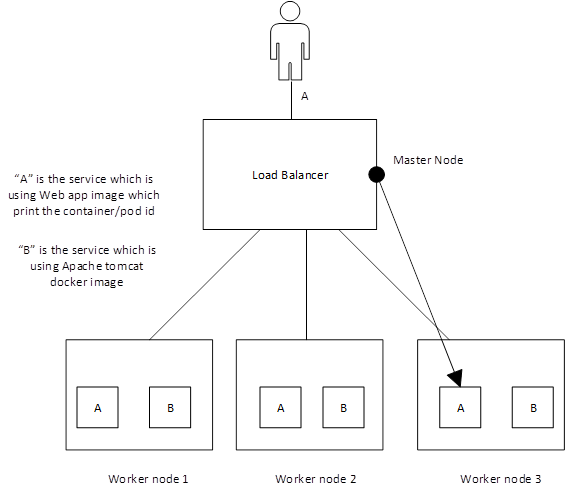 A
Load Balancer
Master Node
“A” is the service which is
using Web app image which
print the container/pod id
“B” is the service which is
using Apache tomcat
docker image
A
B
A
B
A
B
Worker node 1
Worker node 2
Worker node 3